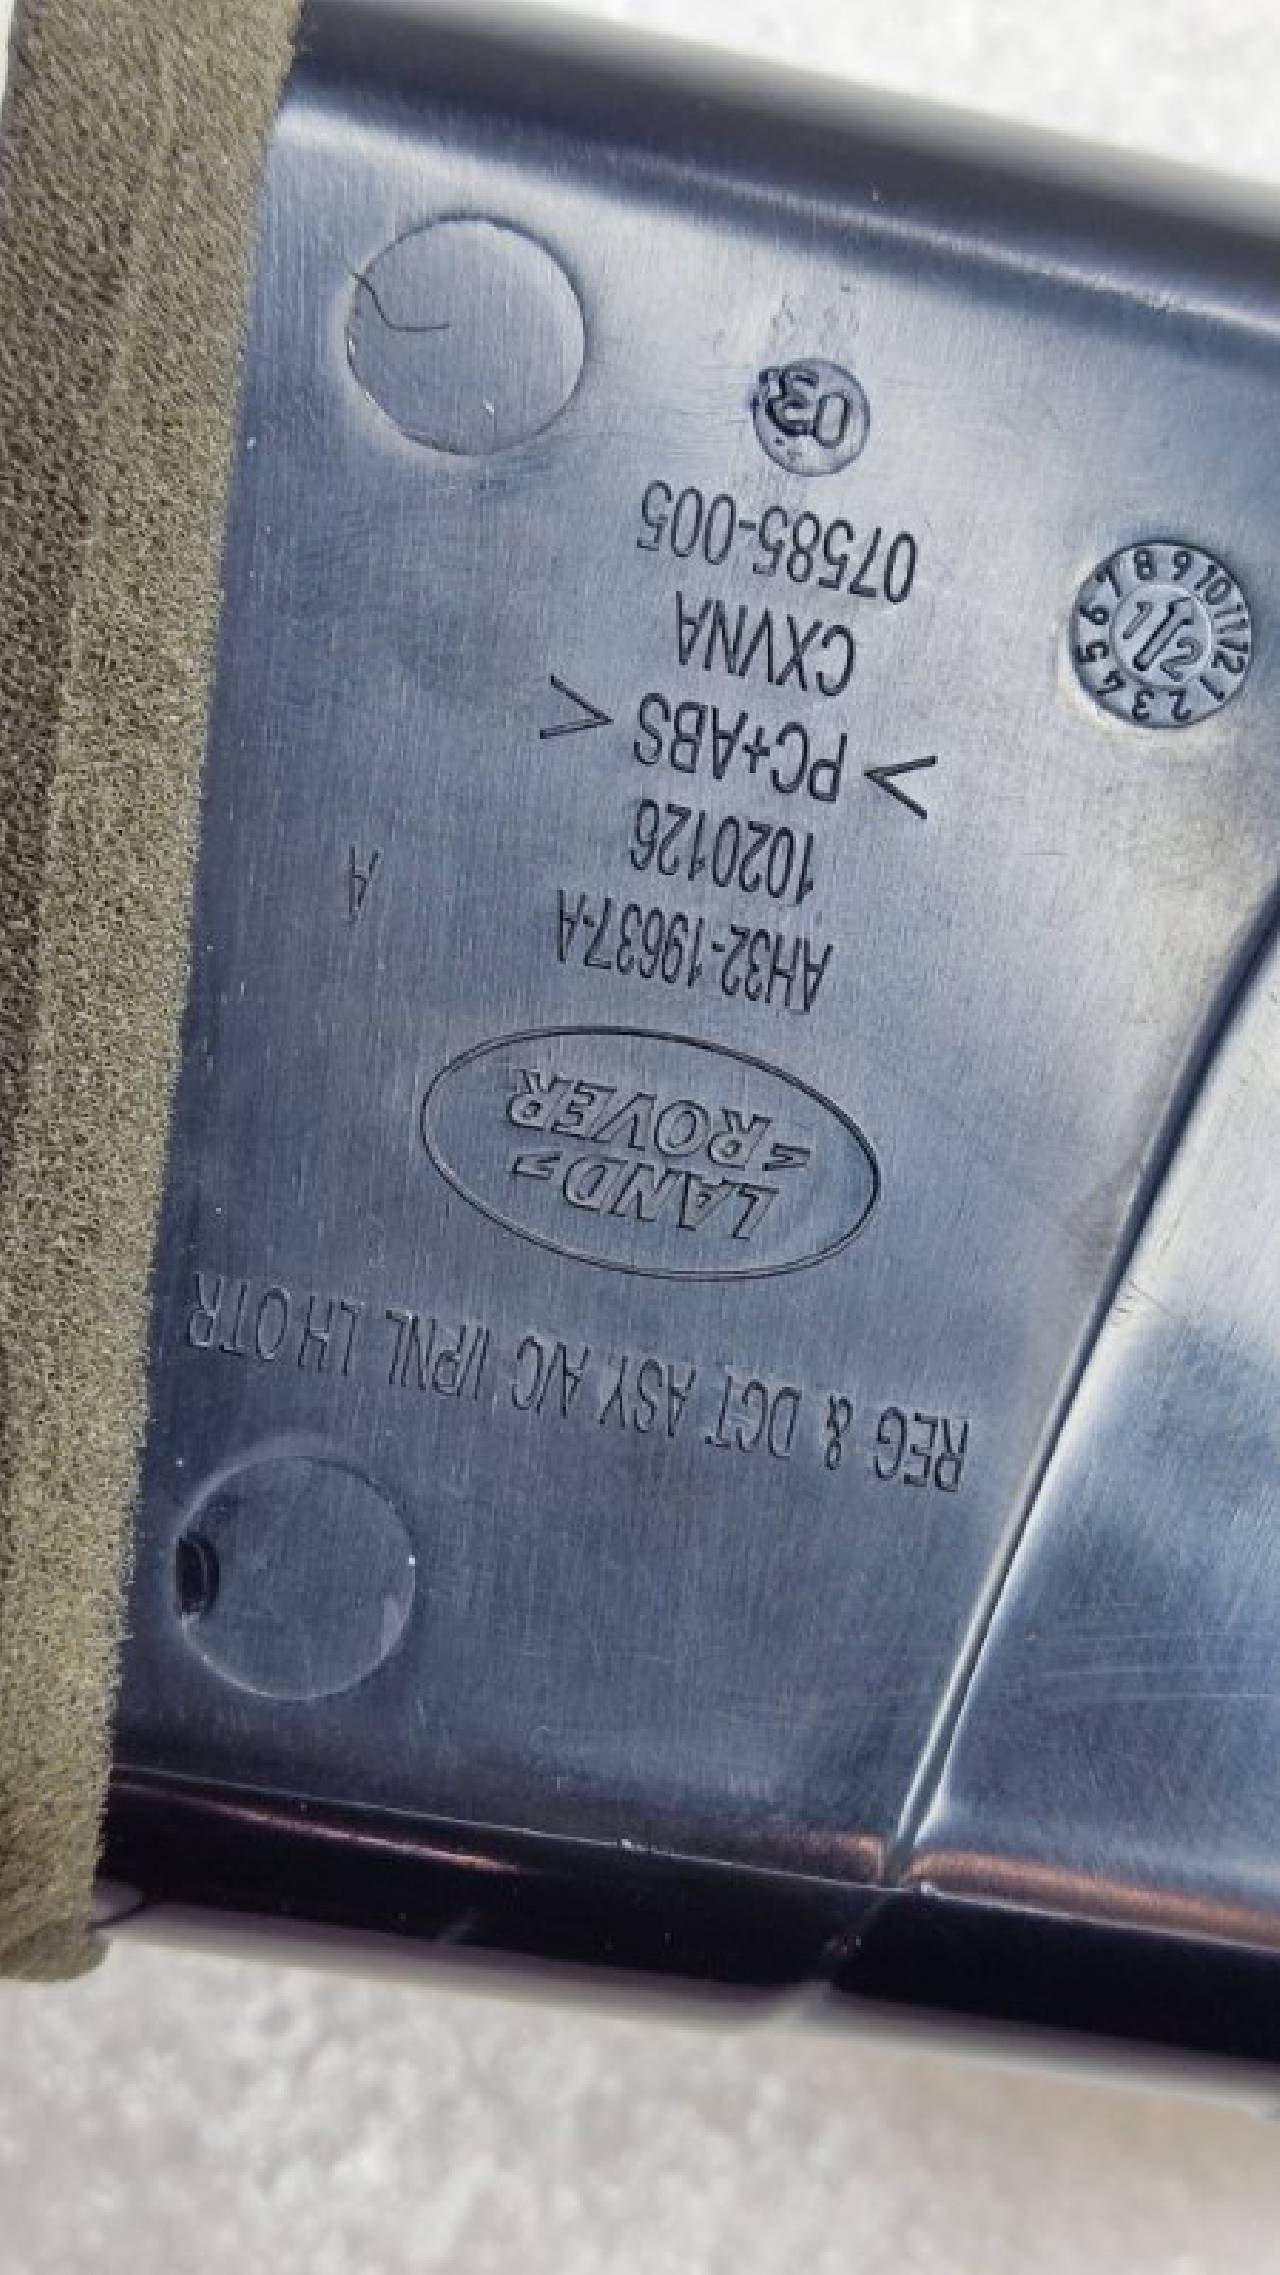 REG & DCT ASY A/C I/PNL LH OTR
LAND
ROVER
AH32-19637-A
A
1020126
> PC+ABS <
CXVNA
07585-005
03
1 2 3 4 5 6 7 8 9 10 11 12
1 2